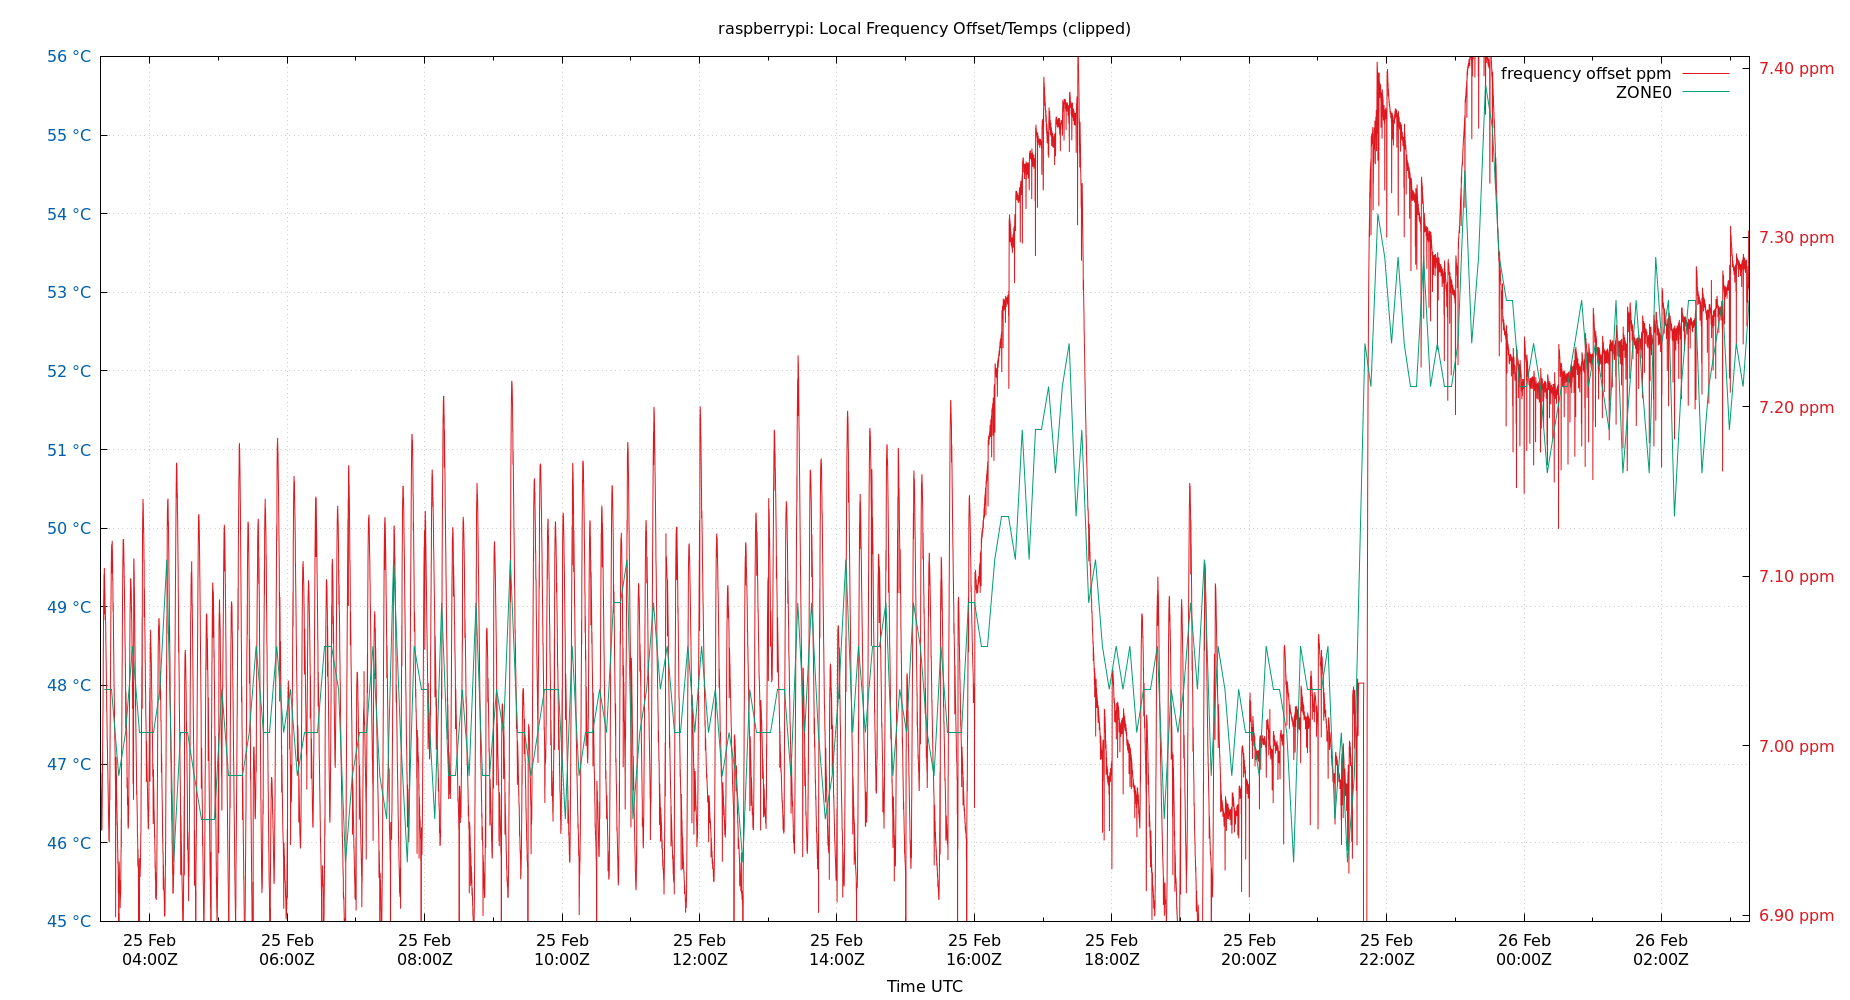 raspberrypi: Local Frequency Offset/Temps (clipped)
56 °C
55 °C
54 °C
53 °C
52 °C
51 °C
50 °C
49 °C
48 °C
47 °C
46 °C
45 °C
frequency offset ppm
ZONE0
7.40 ppm
7.30 ppm
7.20 ppm
7.10 ppm
7.00 ppm
6.90 ppm
25 Feb 25 Feb 25 Feb 25 Feb 25 Feb 25 Feb 25 Feb 25 Feb 25 Feb 25 Feb 26 Feb 26 Feb
04:00Z 06:00Z 08:00Z 10:00Z 12:00Z 14:00Z 16:00Z 18:00Z 20:00Z 22:00Z 00:00Z 02:00Z
Time UTC